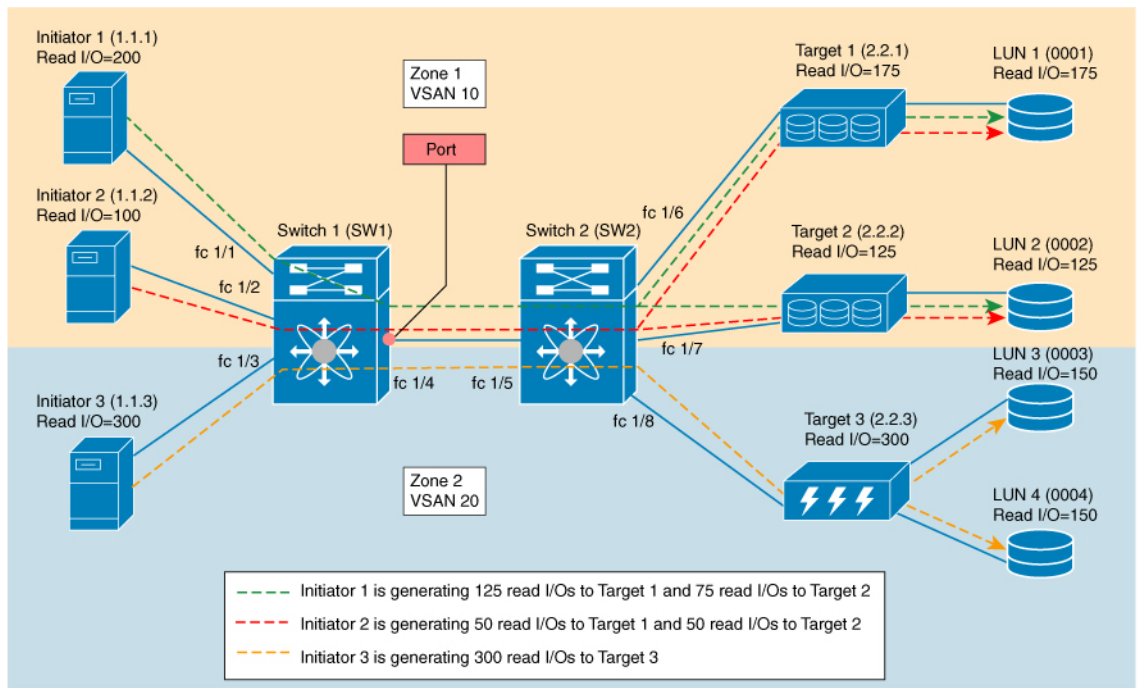 Initiator 1 (1.1.1)
Read I/O=200
Zone 1
VSAN 10
Port
Target 1 (2.2.1)
Read I/O=175
LUN 1 (0001)
Read I/O=175
Initiator 2 (1.1.2)
Read I/O=100
Switch 1 (SW1)
Switch 2 (SW2)
fc 1/6
Target 2 (2.2.2)
Read I/O=125
LUN 2 (0002)
Read I/O=125
fc 1/1
fc 1/2
fc 1/3
fc 1/4
fc 1/5
fc 1/7
fc 1/8
LUN 3 (0003)
Read I/O=150
Initiator 3 (1.1.3)
Read I/O=300
Target 3 (2.2.3)
Read I/O=300
Zone 2
VSAN 20
LUN 4 (0004)
Read I/O=150
Initiator 1 is generating 125 read I/Os to Target 1 and 75 read I/Os to Target 2
Initiator 2 is generating 50 read I/Os to Target 1 and 50 read I/Os to Target 2
Initiator 3 is generating 300 read I/Os to Target 3